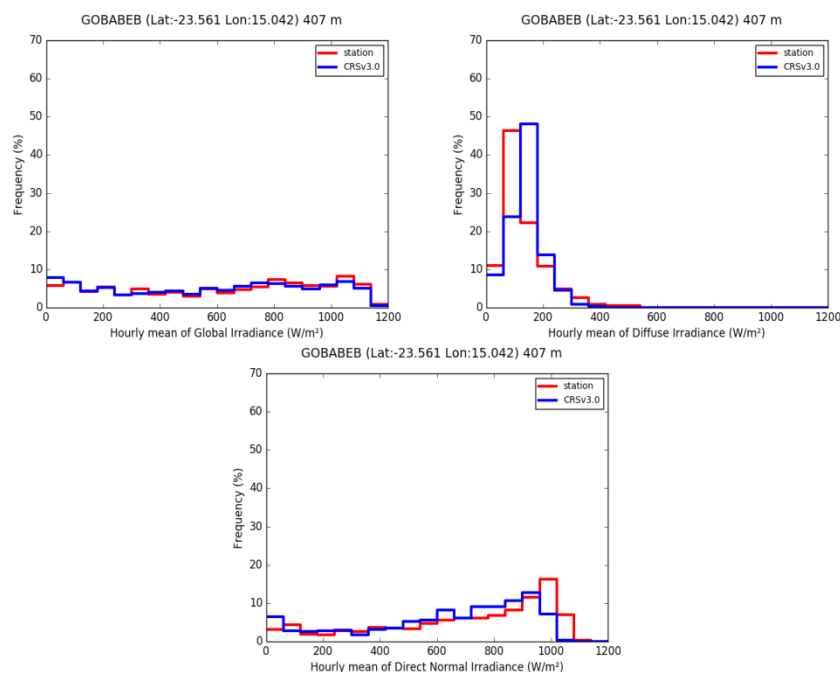 GOBABEB (Lat:-23.561 Lon:15.042) 407 m
70
60
50
40
30
20
10
0
Frequency (%)
station
CRSv3.0
0 200 400 600 800 1000 1200
Hourly mean of Global Irradiance (W/m²)
GOBABEB (Lat:-23.561 Lon:15.042) 407 m
70
60
50
40
30
20
10
0
Frequency (%)
station
CRSv3.0
0 200 400 600 800 1000 1200
Hourly mean of Diffuse Irradiance (W/m²)
GOBABEB (Lat:-23.561 Lon:15.042) 407 m
70
60
50
40
30
20
10
0
Frequency (%)
station
CRSv3.0
0 200 400 600 800 1000 1200
Hourly mean of Direct Normal Irradiance (W/m²)